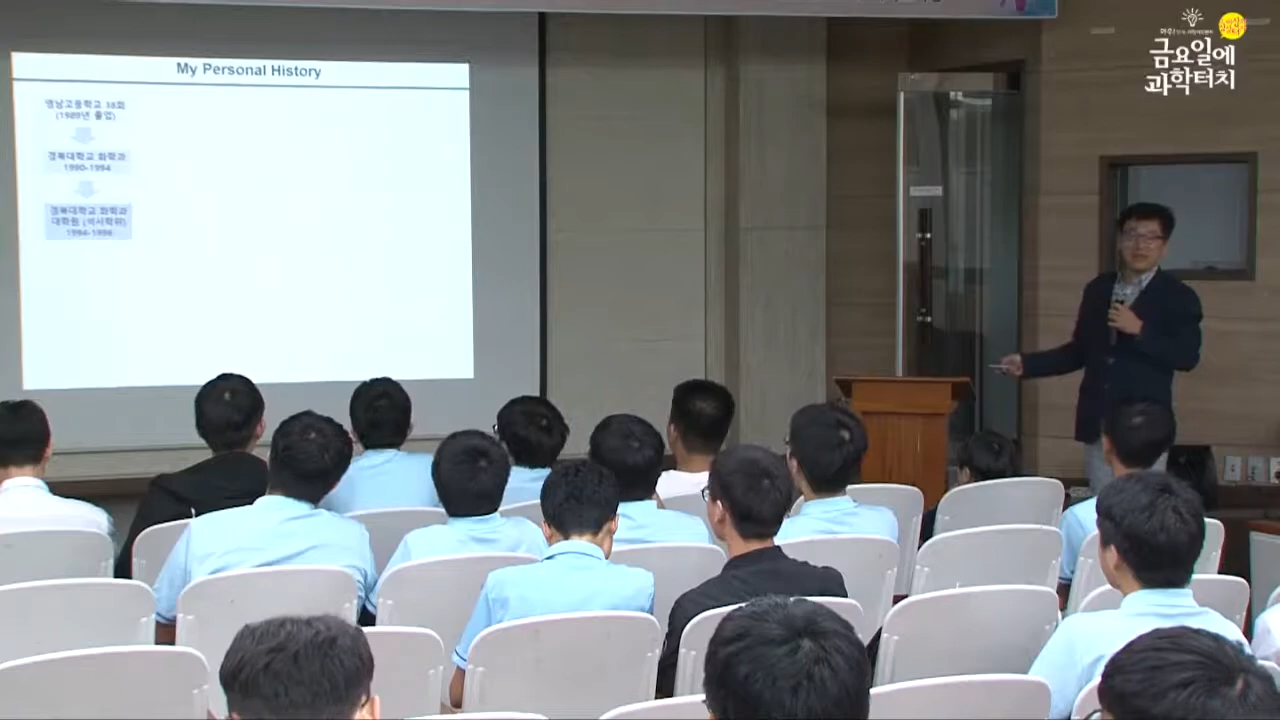 금요일에
과학터치
My Personal History
영남고등학교 38회
(1989년 졸업)
경북대학교 화학과
1990-1994
경북대학교 화학과
대학원 (석사학위)
1994-1996